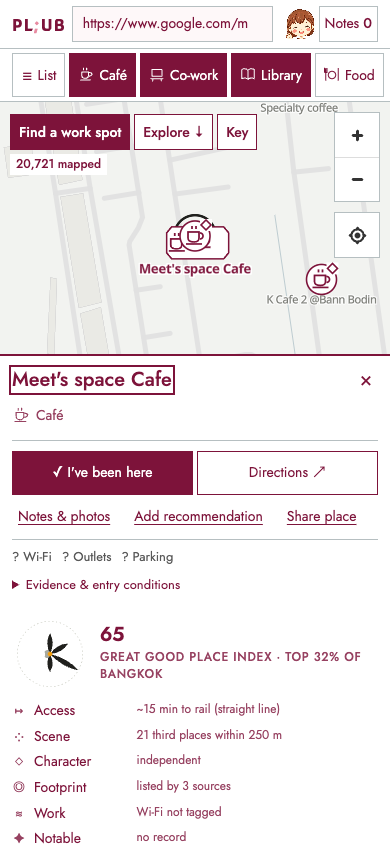 PL;UB
https://www.google.com/m
Notes 0
≡ List
Café
Co-work
Library
Food
Specialty coffee
Find a work spot
Explore ↓
Key
20,721 mapped
+
−
Meet's space Cafe
K Cafe 2 @Bann Bodin
Meet's space Cafe
×
Café
✓ I've been here
Directions ↗
Notes & photos
Add recommendation
Share place
? Wi-Fi ? Outlets ? Parking
▶ Evidence & entry conditions
65
GREAT GOOD PLACE INDEX · TOP 32% OF
BANGKOK
Access ~15 min to rail (straight line)
Scene 21 third places within 250 m
Character independent
Footprint listed by 3 sources
Work Wi-Fi not tagged
Notable no record